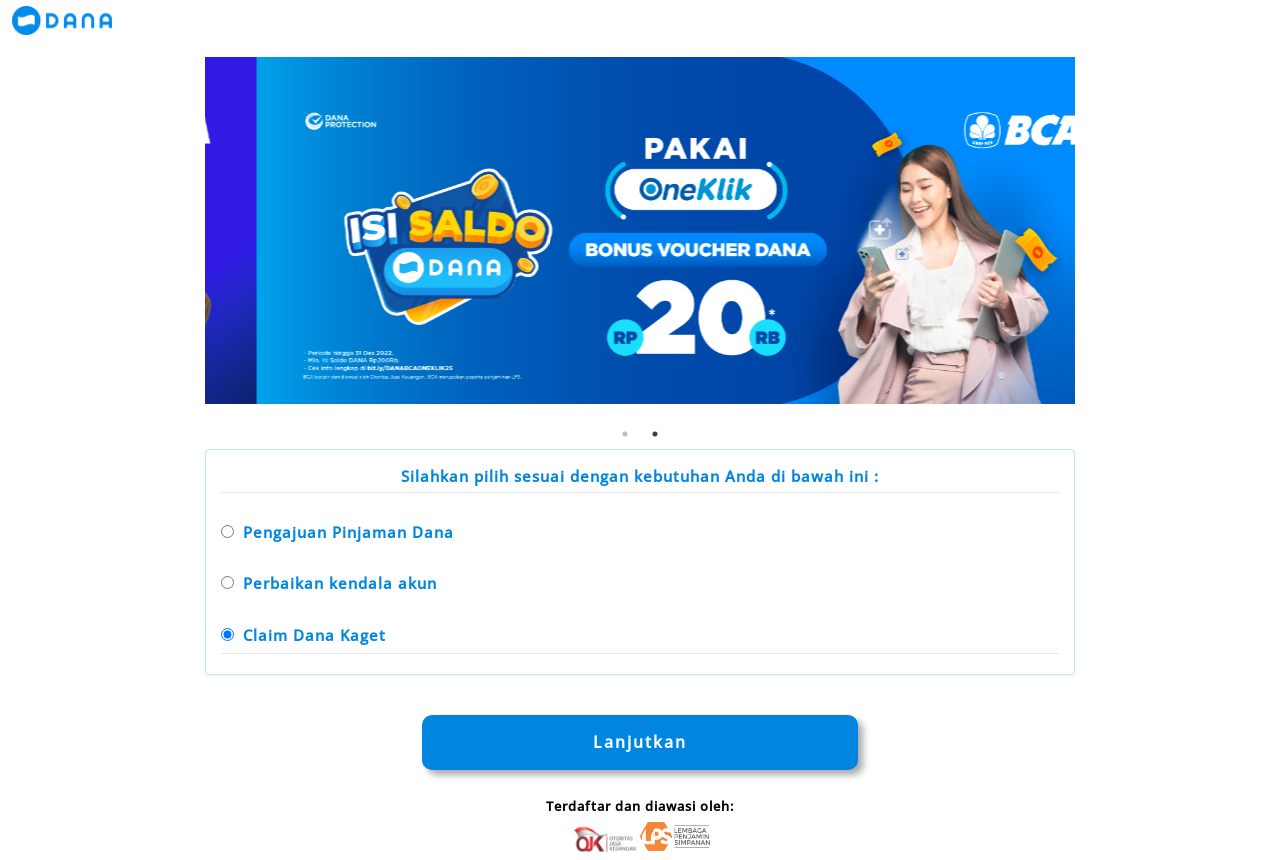 DANA
DANA PROTECTION
PAKAI
OneKlik
BCA
ISI SALDO
DANA
BONUS VOUCHER DANA
RP 20 RB*
- Periode hingga 31 Des 2022.
- Min. Isi Saldo DANA Rp200Rb.
- Cek info lengkap di bit.ly/DANABCAONEKLIK25
BCA berizin dan diawasi oleh Otoritas Jasa Keuangan. BCA merupakan peserta penjaminan LPS.
Silahkan pilih sesuai dengan kebutuhan Anda di bawah ini :
Pengajuan Pinjaman Dana
Perbaikan kendala akun
Claim Dana Kaget
Lanjutkan
Terdaftar dan diawasi oleh:
OJK OTORITAS JASA KEUANGAN
LPS LEMBAGA PENJAMIN SIMPANAN